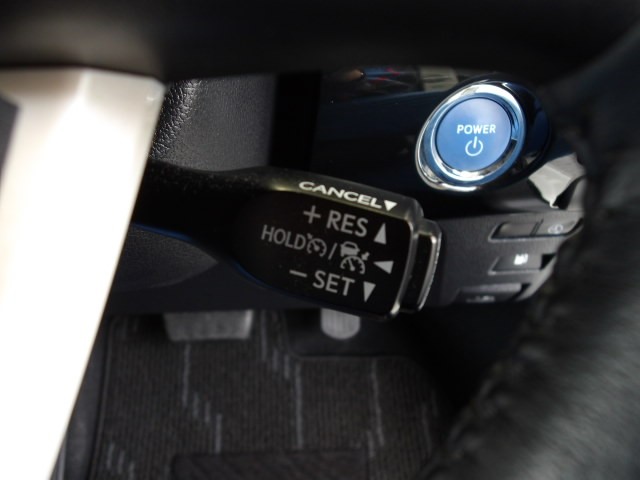 POWER
CANCEL▼
+ RES ▲
HOLD / ◀
− SET ▼